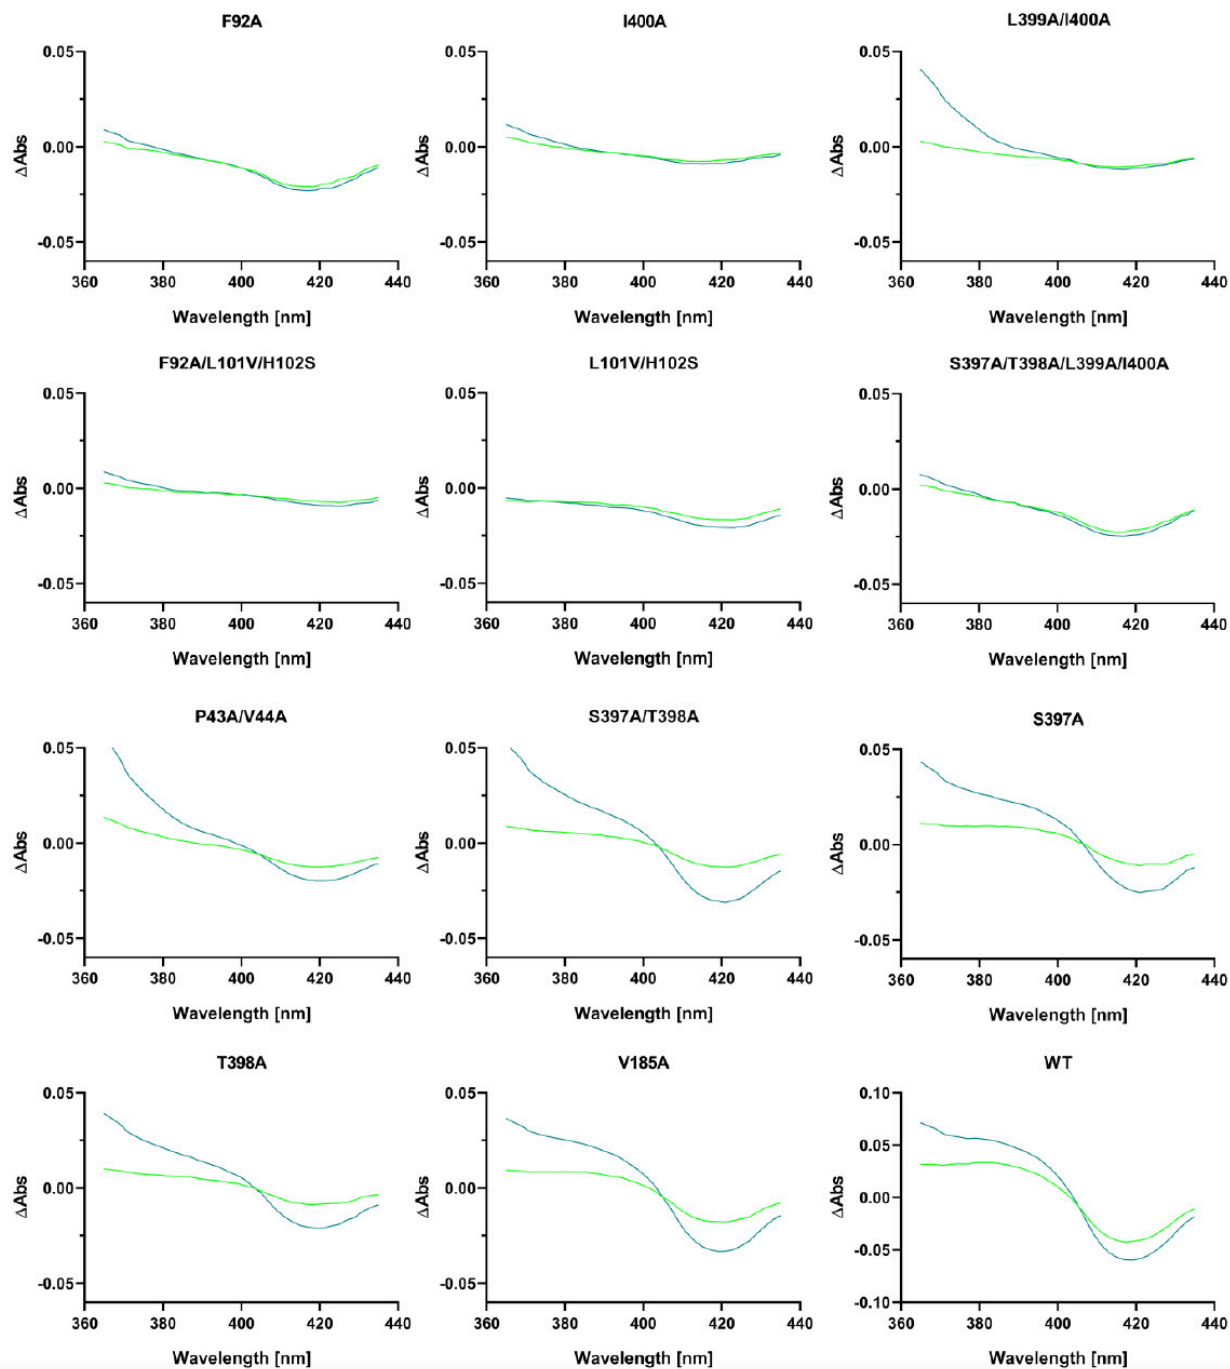 F92A
I400A
L399A/I400A
0.05
0.00
-0.05
ΔAbs
360 380 400 420 440
Wavelength [nm]
0.05
0.00
-0.05
ΔAbs
360 380 400 420 440
Wavelength [nm]
0.05
0.00
-0.05
ΔAbs
360 380 400 420 440
Wavelength [nm]
F92A/L101V/H102S
L101V/H102S
S397A/T398A/L399A/I400A
0.05
0.00
-0.05
ΔAbs
360 380 400 420 440
Wavelength [nm]
0.05
0.00
-0.05
ΔAbs
360 380 400 420 440
Wavelength [nm]
0.05
0.00
-0.05
ΔAbs
360 380 400 420 440
Wavelength [nm]
P43A/V44A
S397A/T398A
S397A
0.05
0.00
-0.05
ΔAbs
360 380 400 420 440
Wavelength [nm]
0.05
0.00
-0.05
ΔAbs
360 380 400 420 440
Wavelength [nm]
0.05
0.00
-0.05
ΔAbs
360 380 400 420 440
Wavelength [nm]
T398A
V185A
WT
0.05
0.00
-0.05
ΔAbs
360 380 400 420 440
Wavelength [nm]
0.05
0.00
-0.05
ΔAbs
360 380 400 420 440
Wavelength [nm]
0.10
0.05
0.00
-0.05
-0.10
ΔAbs
360 380 400 420 440
Wavelength [nm]